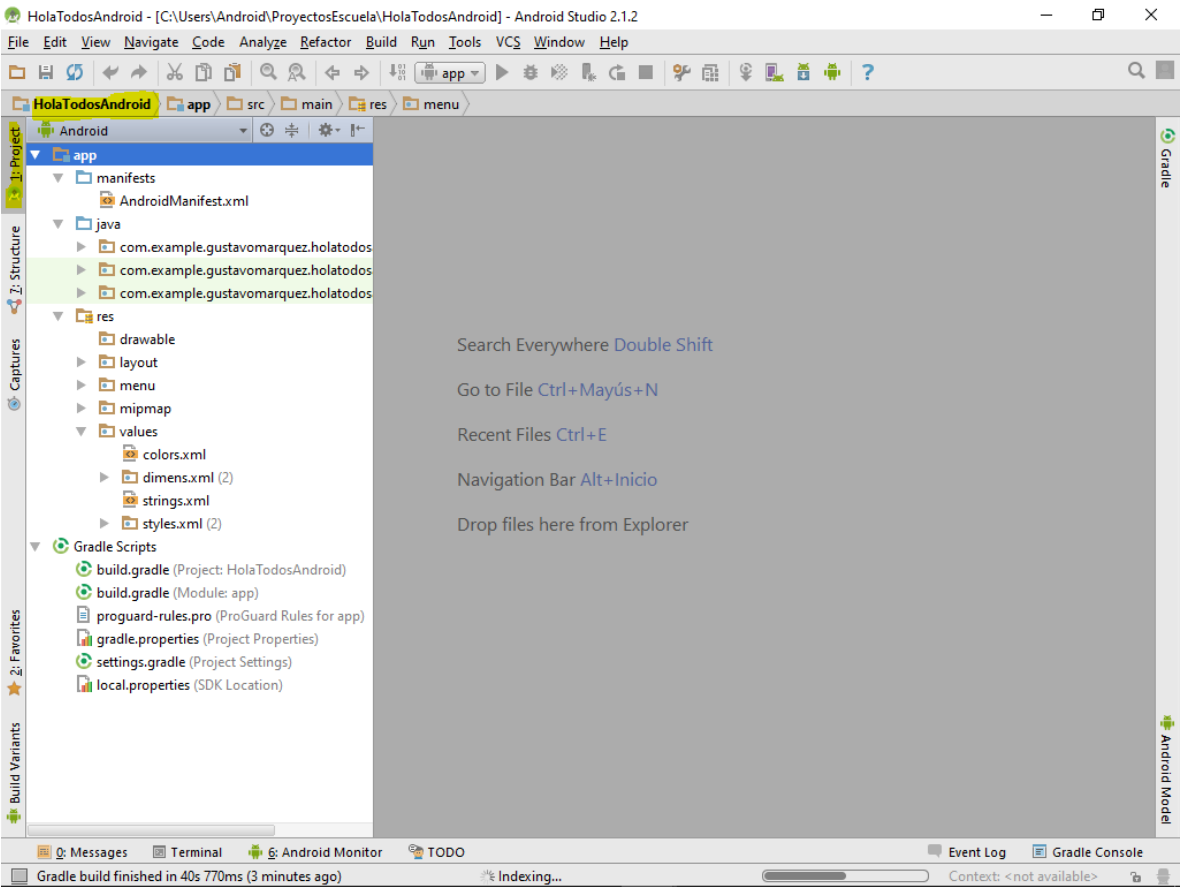 HolaTodosAndroid - [C:\Users\Android\ProyectosEscuela\HolaTodosAndroid] - Android Studio 2.1.2
File Edit View Navigate Code Analyze Refactor Build Run Tools VCS Window Help
app
HolaTodosAndroid app src main res menu
Android
app
manifests
AndroidManifest.xml
java
com.example.gustavomarquez.holatodos
com.example.gustavomarquez.holatodos
com.example.gustavomarquez.holatodos
res
drawable
layout
menu
mipmap
values
colors.xml
dimens.xml (2)
strings.xml
styles.xml (2)
Gradle Scripts
build.gradle (Project: HolaTodosAndroid)
build.gradle (Module: app)
proguard-rules.pro (ProGuard Rules for app)
gradle.properties (Project Properties)
settings.gradle (Project Settings)
local.properties (SDK Location)
1: Project
7: Structure
Captures
2: Favorites
Build Variants
Search Everywhere Double Shift
Go to File Ctrl+Mayús+N
Recent Files Ctrl+E
Navigation Bar Alt+Inicio
Drop files here from Explorer
Gradle
Android Model
0: Messages Terminal 6: Android Monitor TODO Event Log Gradle Console
Gradle build finished in 40s 770ms (3 minutes ago) Indexing... Context: <not available>